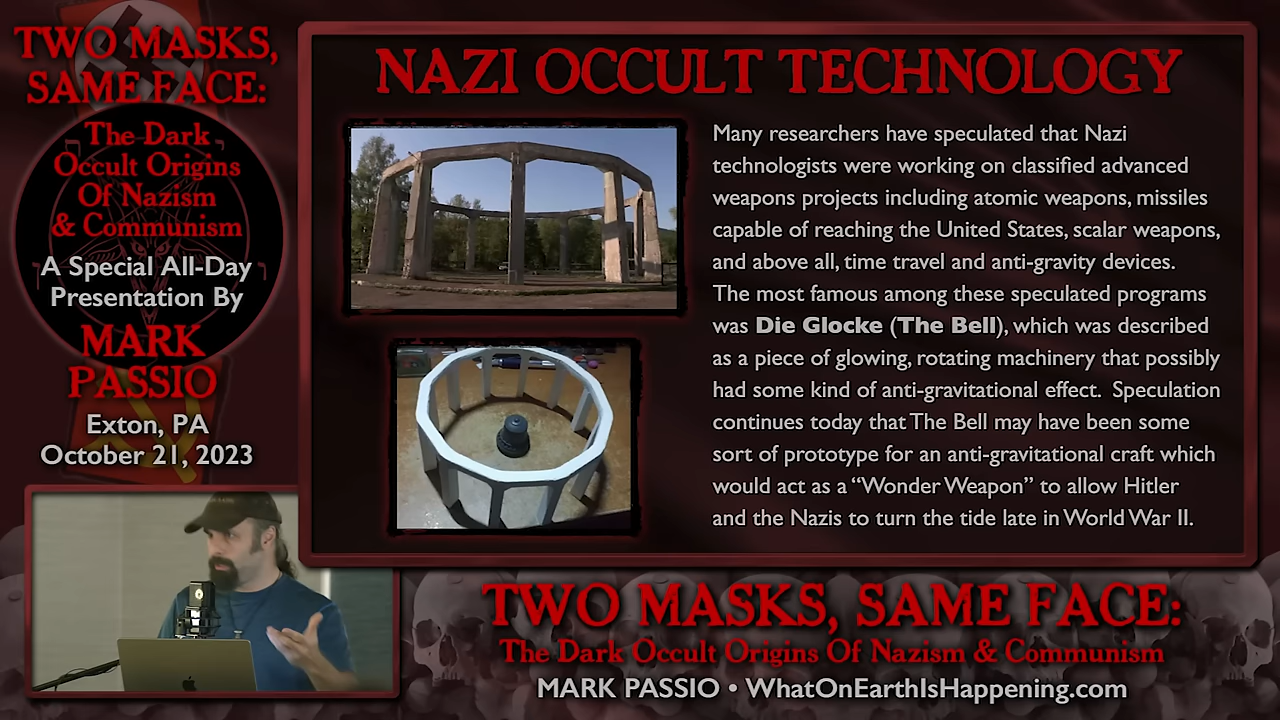 TWO MASKS,
SAME FACE:
The Dark
Occult Origins
Of Nazism
& Communism
A Special All-Day
Presentation By
MARK
PASSIO
Exton, PA
October 21, 2023
NAZI OCCULT TECHNOLOGY
Many researchers have speculated that Nazi
technologists were working on classified advanced
weapons projects including atomic weapons, missiles
capable of reaching the United States, scalar weapons,
and above all, time travel and anti-gravity devices.
The most famous among these speculated programs
was Die Glocke (The Bell), which was described
as a piece of glowing, rotating machinery that possibly
had some kind of anti-gravitational effect. Speculation
continues today that The Bell may have been some
sort of prototype for an anti-gravitational craft which
would act as a “Wonder Weapon” to allow Hitler
and the Nazis to turn the tide late in World War II.
TWO MASKS, SAME FACE:
The Dark Occult Origins Of Nazism & Communism
MARK PASSIO • WhatOnEarthIsHappening.com